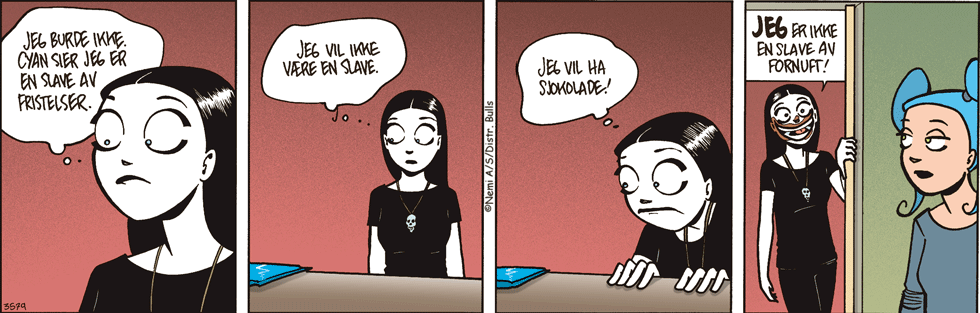 JEG BURDE IKKE.
CYAN SIER JEG ER
EN SLAVE AV
FRISTELSER.
3579
JEG VIL IKKE
VÆRE EN SLAVE.
©Nemi A/S/Distr. Bulls
JEG VIL HA
SJOKOLADE!
JEG ER IKKE
EN SLAVE AV
FORNUFT!